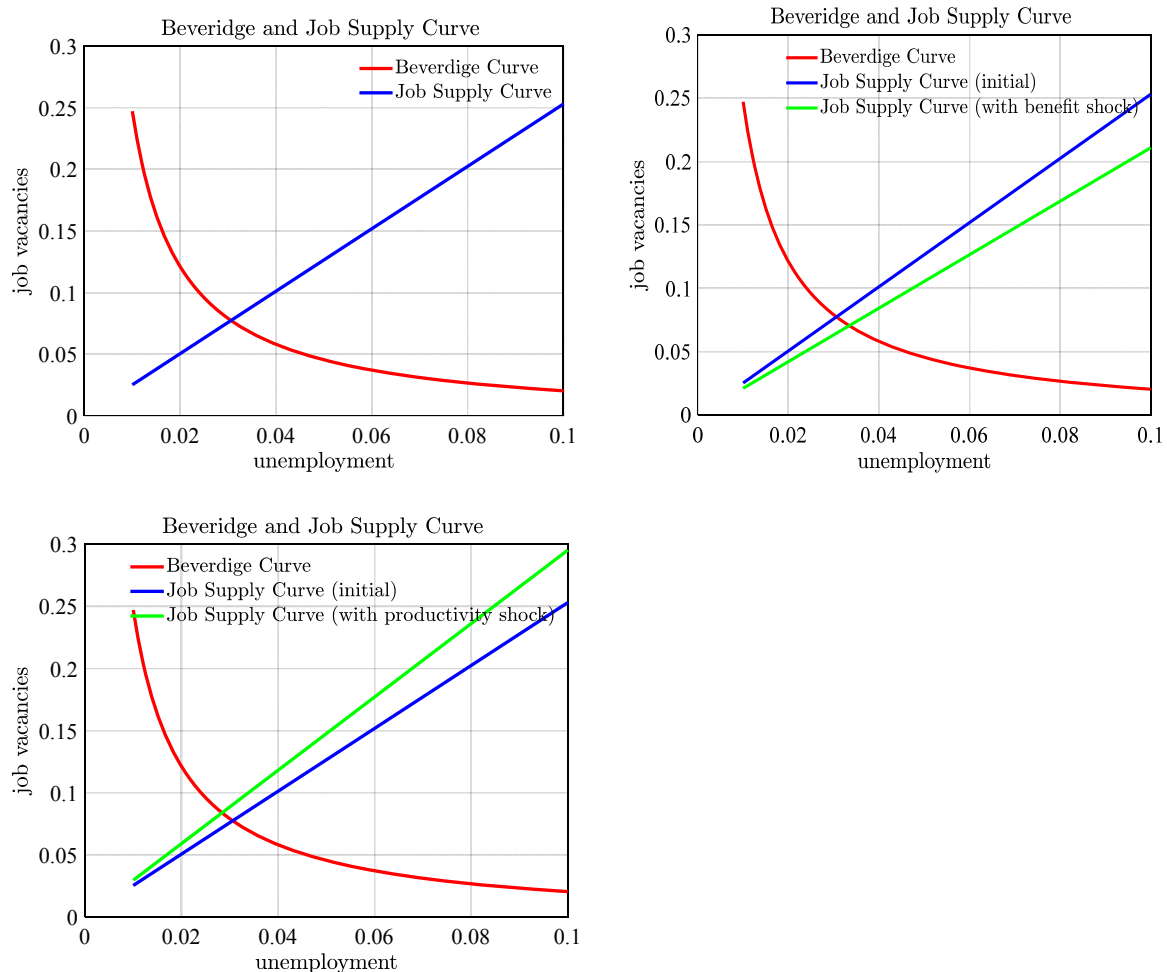 Beveridge and Job Supply Curve
0.3
0.25
0.2
0.15
0.1
0.05
0
job vacancies
Beverdige Curve
Job Supply Curve
0
0.02
0.04
0.06
0.08
0.1
unemployment
Beveridge and Job Supply Curve
0.3
0.25
0.2
0.15
0.1
0.05
0
job vacancies
Beverdige Curve
Job Supply Curve (initial)
Job Supply Curve (with benefit shock)
0
0.02
0.04
0.06
0.08
0.1
unemployment
Beveridge and Job Supply Curve
0.3
0.25
0.2
0.15
0.1
0.05
0
job vacancies
Beverdige Curve
Job Supply Curve (initial)
Job Supply Curve (with productivity shock)
0
0.02
0.04
0.06
0.08
0.1
unemployment